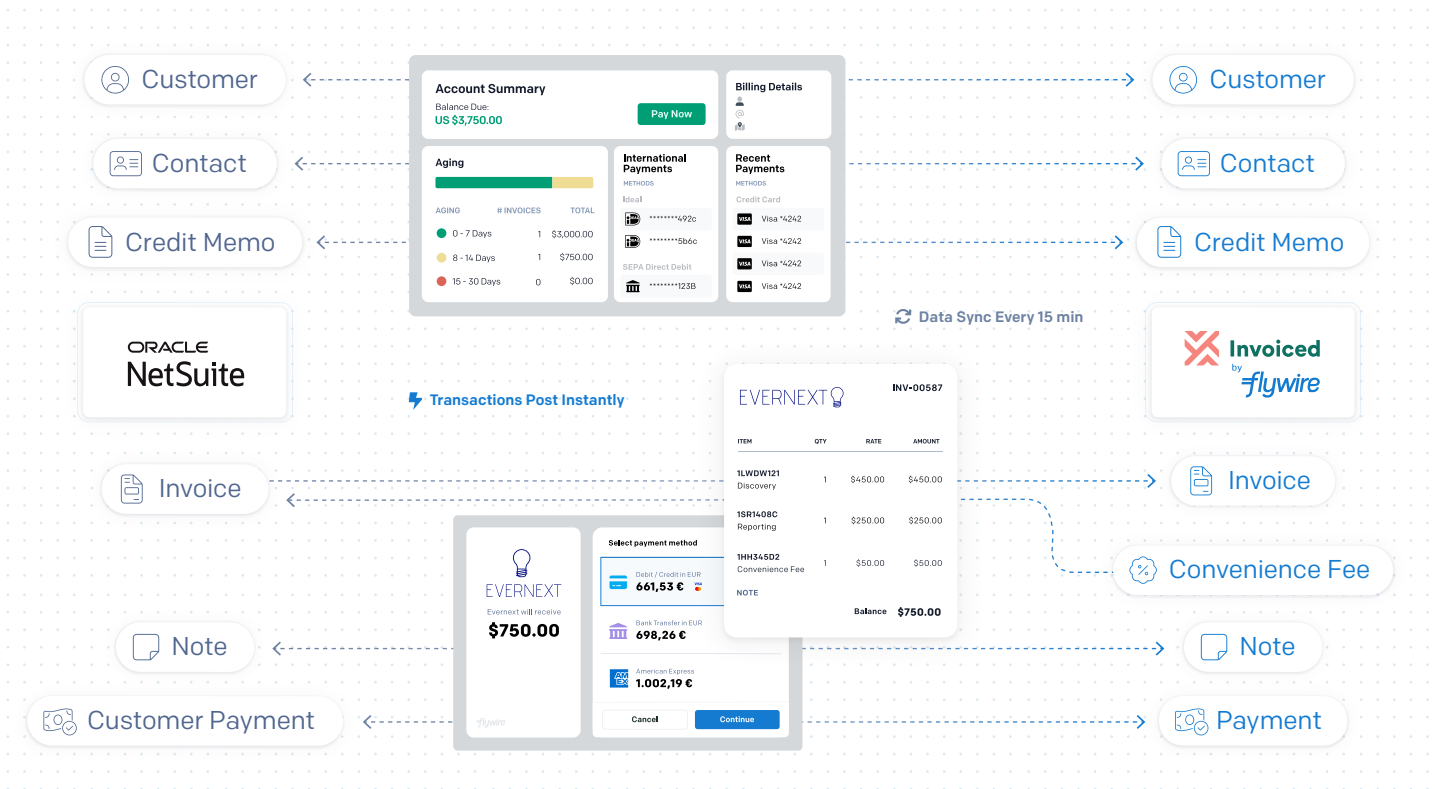 Customer
Contact
Credit Memo
ORACLE
NetSuite
Invoice
Note
Customer Payment
Account Summary
Balance Due:
US $3,750.00
Pay Now
Billing Details
Aging
AGING # INVOICES TOTAL
0 - 7 Days 1 $3,000.00
8 - 14 Days 1 $750.00
15 - 30 Days 0 $0.00
International
Payments
METHODS
Ideal
********492c
********5b6c
SEPA Direct Debit
********123B
Recent
Payments
METHODS
Credit Card
VISA Visa *4242
VISA Visa *4242
VISA Visa *4242
VISA Visa *4242
Data Sync Every 15 min
Transactions Post Instantly
EVERNEXT
INV-00587
ITEM QTY RATE AMOUNT
1LWDW121
Discovery 1 $450.00 $450.00
1SR1408C
Reporting 1 $250.00 $250.00
1HH345D2
Convenience Fee 1 $50.00 $50.00
NOTE
Balance $750.00
EVERNEXT
Evernext will receive
$750.00
flywire
Select payment method
Debit / Credit in EUR
661,53 €
Bank Transfer in EUR
698,26 €
AM
EX
American Express
1.002,19 €
Cancel
Continue
Customer
Contact
Credit Memo
Invoiced
by
flywire
Invoice
Convenience Fee
Note
Payment